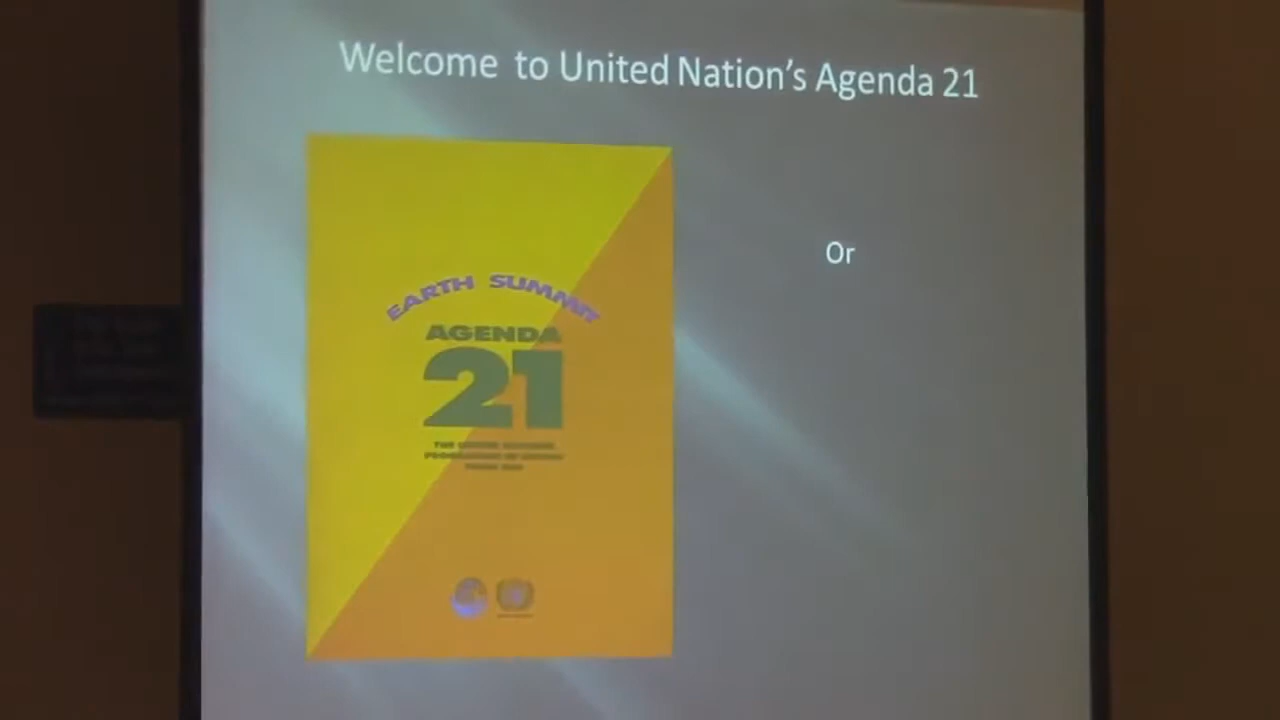 Welcome to United Nation's Agenda 21
Or
EARTH SUMMIT
AGENDA
21